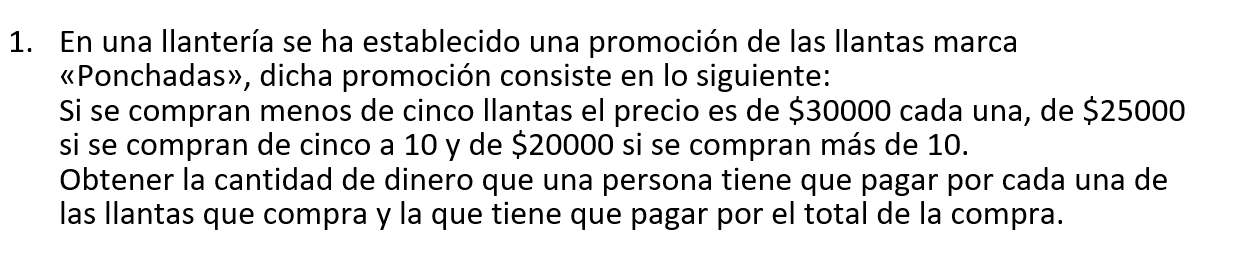 1. En una llantería se ha establecido una promoción de las llantas marca
«Ponchadas», dicha promoción consiste en lo siguiente:
Si se compran menos de cinco llantas el precio es de $30000 cada una, de $25000
si se compran de cinco a 10 y de $20000 si se compran más de 10.
Obtener la cantidad de dinero que una persona tiene que pagar por cada una de
las llantas que compra y la que tiene que pagar por el total de la compra.